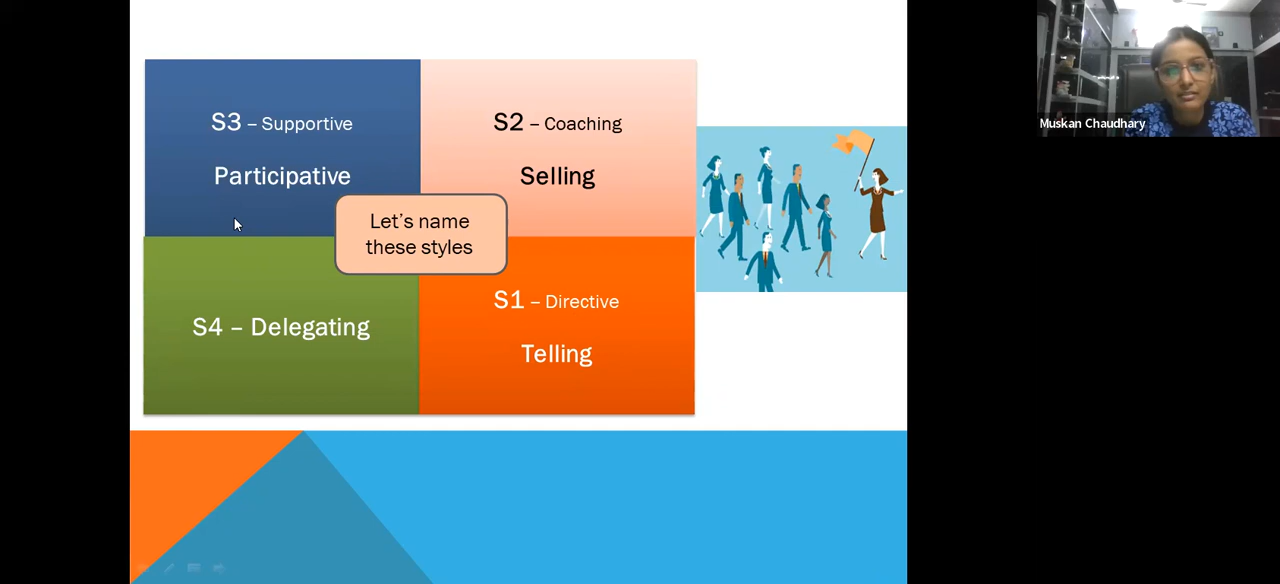 S3 – Supportive
Participative
S2 – Coaching
Selling
Let’s name
these styles
S4 – Delegating
S1 – Directive
Telling
Muskan Chaudhary